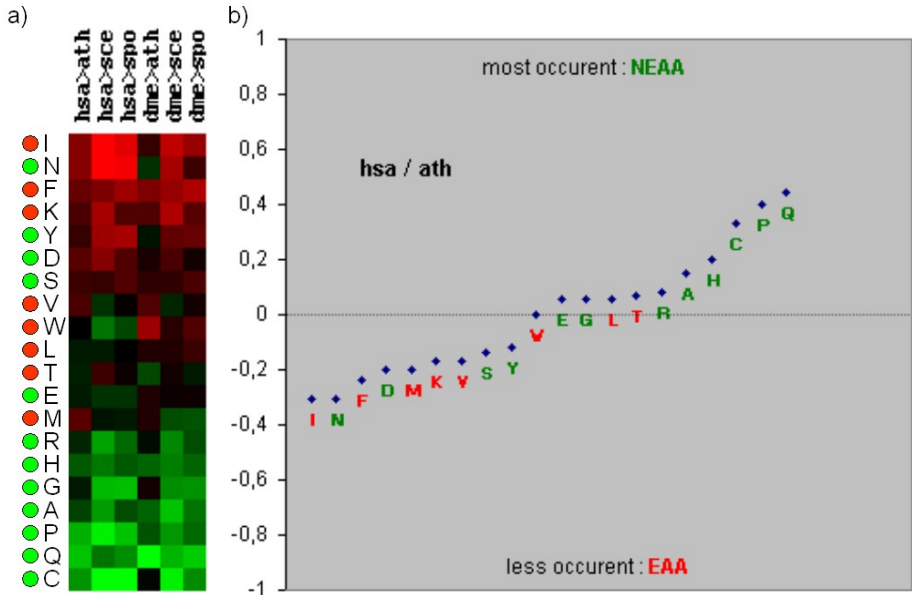 a)
hsa>ath
hsa>sce
hsa>spo
dme>ath
dme>sce
dme>spo
I
N
F
K
Y
D
S
V
W
L
T
E
M
R
H
G
A
P
Q
C
b)
1
0,8
0,6
0,4
0,2
0
-0,2
-0,4
-0,6
-0,8
-1
most occurent : NEAA
hsa / ath
I N F D M K V S Y W E G L T R A H C P Q
less occurent : EAA